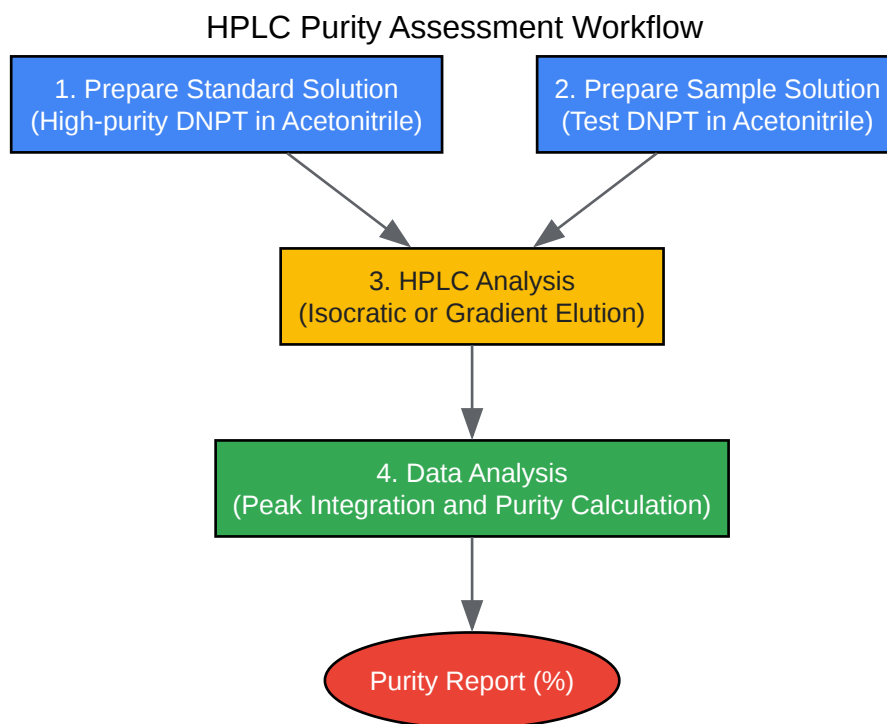 HPLC Purity Assessment Workflow
1. Prepare Standard Solution
(High-purity DNPT in Acetonitrile)
2. Prepare Sample Solution
(Test DNPT in Acetonitrile)
3. HPLC Analysis
(Isocratic or Gradient Elution)
4. Data Analysis
(Peak Integration and Purity Calculation)
Purity Report (%)